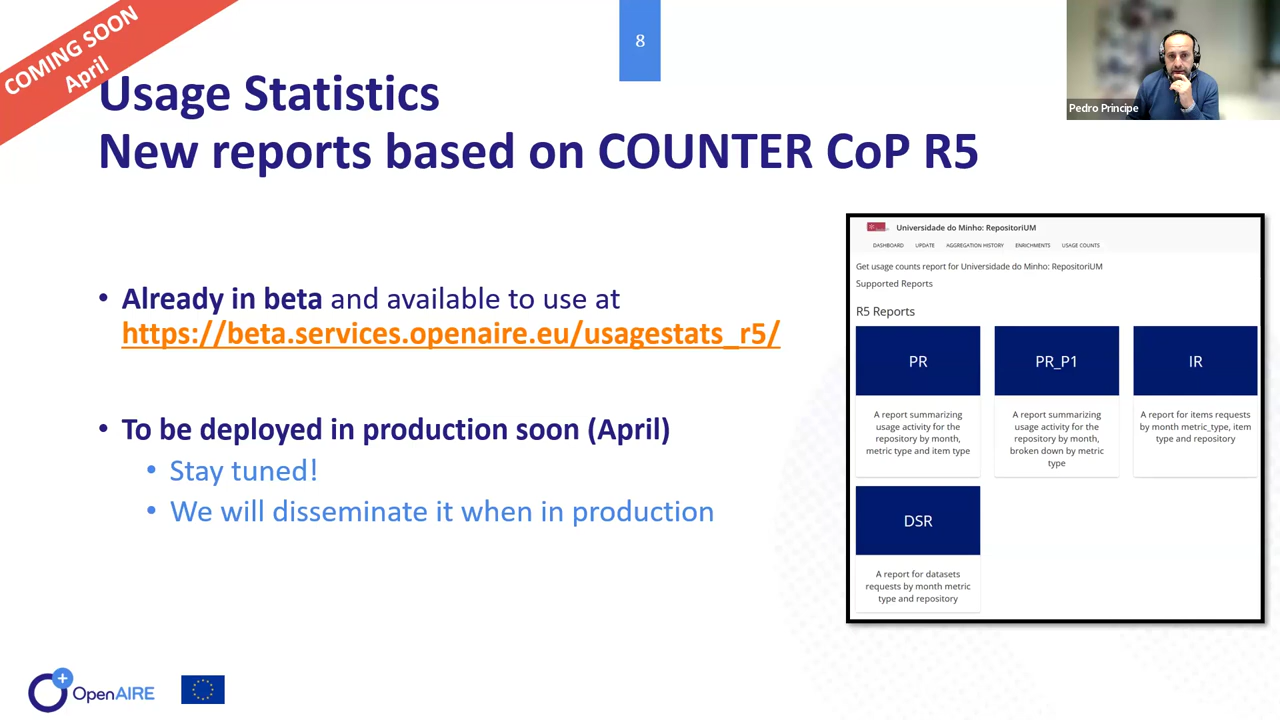 COMING SOON
April
8
Pedro Príncipe
Usage Statistics
New reports based on COUNTER CoP R5
• Already in beta and available to use at
https://beta.services.openaire.eu/usagestats_r5/
• To be deployed in production soon (April)
• Stay tuned!
• We will disseminate it when in production
Universidade do Minho: RepositoriUM
DASHBOARD UPDATE AGGREGATION HISTORY ENRICHMENTS USAGE COUNTS
Get usage counts report for Universidade do Minho: RepositoriUM
Supported Reports
R5 Reports
PR
A report summarizing
usage activity for the
repository by month,
metric type and item type
PR_P1
A report summarizing
usage activity for the
repository by month,
broken down by metric
type
IR
A report for items requests
by month metric_type, item
type and repository
DSR
A report for datasets
requests by month metric
type and repository
OpenAIRE